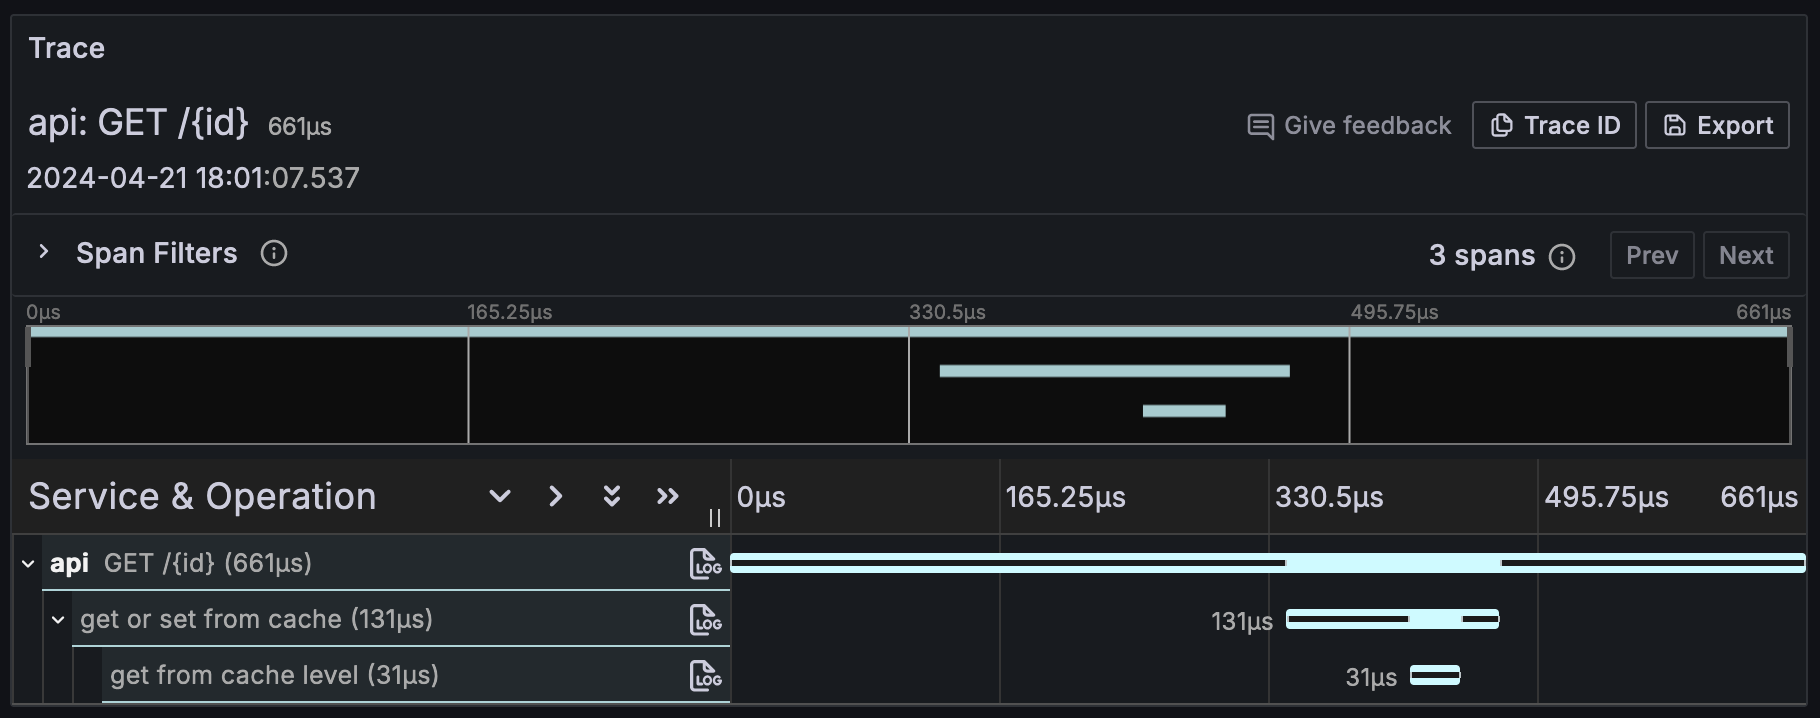 Trace
api: GET /{id} 661µs
Give feedback
Trace ID
Export
2024-04-21 18:01:07.537
Span Filters
3 spans
Prev
Next
0µs 165.25µs 330.5µs 495.75µs 661µs
Service & Operation
0µs 165.25µs 330.5µs 495.75µs 661µs
api GET /{id} (661µs) LOG
get or set from cache (131µs) LOG 131µs
get from cache level (31µs) LOG 31µs